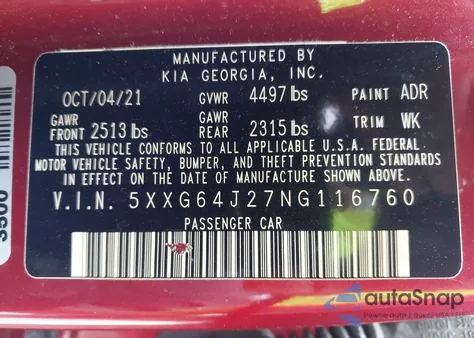 MANUFACTURED BY
KIA GEORGIA, INC.
OCT/04/21 GVWR 4497 lbs PAINT ADR
GAWR FRONT 2513 lbs GAWR REAR 2315 lbs TRIM WK
THIS VEHICLE CONFORMS TO ALL APPLICABLE U.S.A. FEDERAL
MOTOR VEHICLE SAFETY, BUMPER, AND THEFT PREVENTION STANDARDS
IN EFFECT ON THE DATE OF MANUFACTURE SHOWN ABOVE.
V.I.N. 5XXG64J27NG116760
PASSENGER CAR
3500
autoSnap